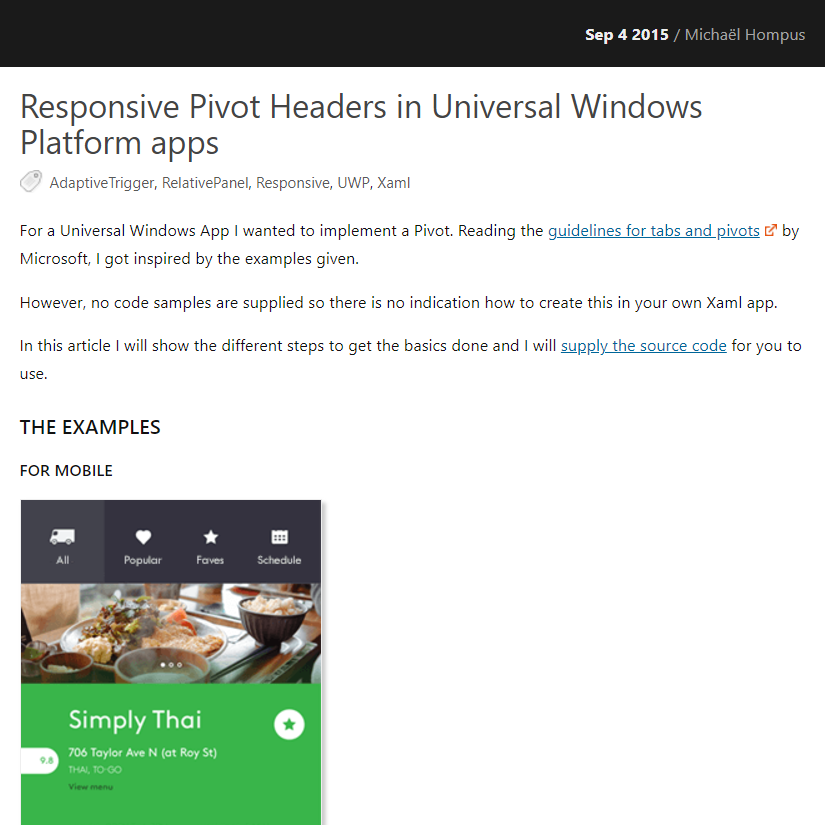 Sep 4 2015 / Michaël Hompus
Responsive Pivot Headers in Universal Windows
Platform apps
AdaptiveTrigger, RelativePanel, Responsive, UWP, Xaml
For a Universal Windows App I wanted to implement a Pivot. Reading the guidelines for tabs and pivots by
Microsoft, I got inspired by the examples given.
However, no code samples are supplied so there is no indication how to create this in your own Xaml app.
In this article I will show the different steps to get the basics done and I will supply the source code for you to
use.
THE EXAMPLES
FOR MOBILE
All Popular Faves Schedule
Simply Thai
706 Taylor Ave N (at Roy St)
9.8
THAI, TO-GO
View menu